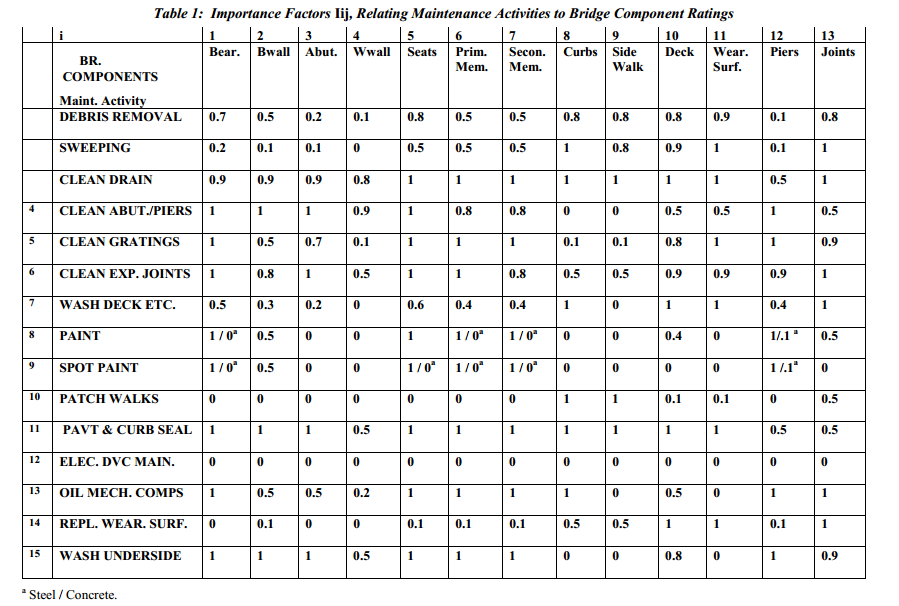 Table 1: Importance Factors Iij, Relating Maintenance Activities to Bridge Component Ratings
i 1 2 3 4 5 6 7 8 9 10 11 12 13
BR. COMPONENTS Bear. Bwall Abut. Wwall Seats Prim. Mem. Secon. Mem. Curbs Side Walk Deck Wear. Surf. Piers Joints
Maint. Activity
DEBRIS REMOVAL 0.7 0.5 0.2 0.1 0.8 0.5 0.5 0.8 0.8 0.8 0.9 0.1 0.8
SWEEPING 0.2 0.1 0.1 0 0.5 0.5 0.5 1 0.8 0.9 1 0.1 1
CLEAN DRAIN 0.9 0.9 0.9 0.8 1 1 1 1 1 1 1 0.5 1
4 CLEAN ABUT./PIERS 1 1 1 0.9 1 0.8 0.8 0 0 0.5 0.5 1 0.5
5 CLEAN GRATINGS 1 0.5 0.7 0.1 1 1 1 0.1 0.1 0.8 1 1 0.9
6 CLEAN EXP. JOINTS 1 0.8 1 0.5 1 1 0.8 0.5 0.5 0.9 0.9 0.9 1
7 WASH DECK ETC. 0.5 0.3 0.2 0 0.6 0.4 0.4 1 0 1 1 0.4 1
8 PAINT 1 / 0ᵃ 0.5 0 0 1 1 / 0ᵃ 1 / 0ᵃ 0 0 0.4 0 1/.1 ᵃ 0.5
9 SPOT PAINT 1 / 0ᵃ 0.5 0 0 1 / 0ᵃ 1 / 0ᵃ 1 / 0ᵃ 0 0 0 0 1 /.1ᵃ 0
10 PATCH WALKS 0 0 0 0 0 0 0 1 1 0.1 0.1 0 0.5
11 PAVT & CURB SEAL 1 1 1 0.5 1 1 1 1 1 1 1 0.5 0.5
12 ELEC. DVC MAIN. 0 0 0 0 0 0 0 0 0 0 0 0 0
13 OIL MECH. COMPS 1 0.5 0.5 0.2 1 1 1 1 0 0.5 0 1 1
14 REPL. WEAR. SURF. 0 0.1 0 0 0.1 0.1 0.1 0.5 0.5 1 1 0.1 1
15 WASH UNDERSIDE 1 1 1 0.5 1 1 1 0 0 0.8 0 1 0.9
ᵃ Steel / Concrete.